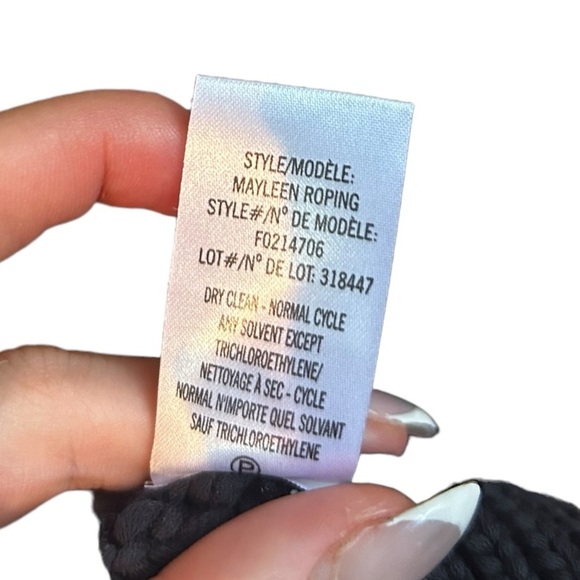 STYLE/MODÈLE:
MAYLEEN ROPING
STYLE#/N° DE MODÈLE:
F0214706
LOT#/N° DE LOT: 318447
DRY CLEAN - NORMAL CYCLE
ANY SOLVENT EXCEPT
TRICHLOROETHYLENE/
NETTOYAGE À SEC - CYCLE
NORMAL N'IMPORTE QUEL SOLVANT
SAUF TRICHLOROETHYLENE
P